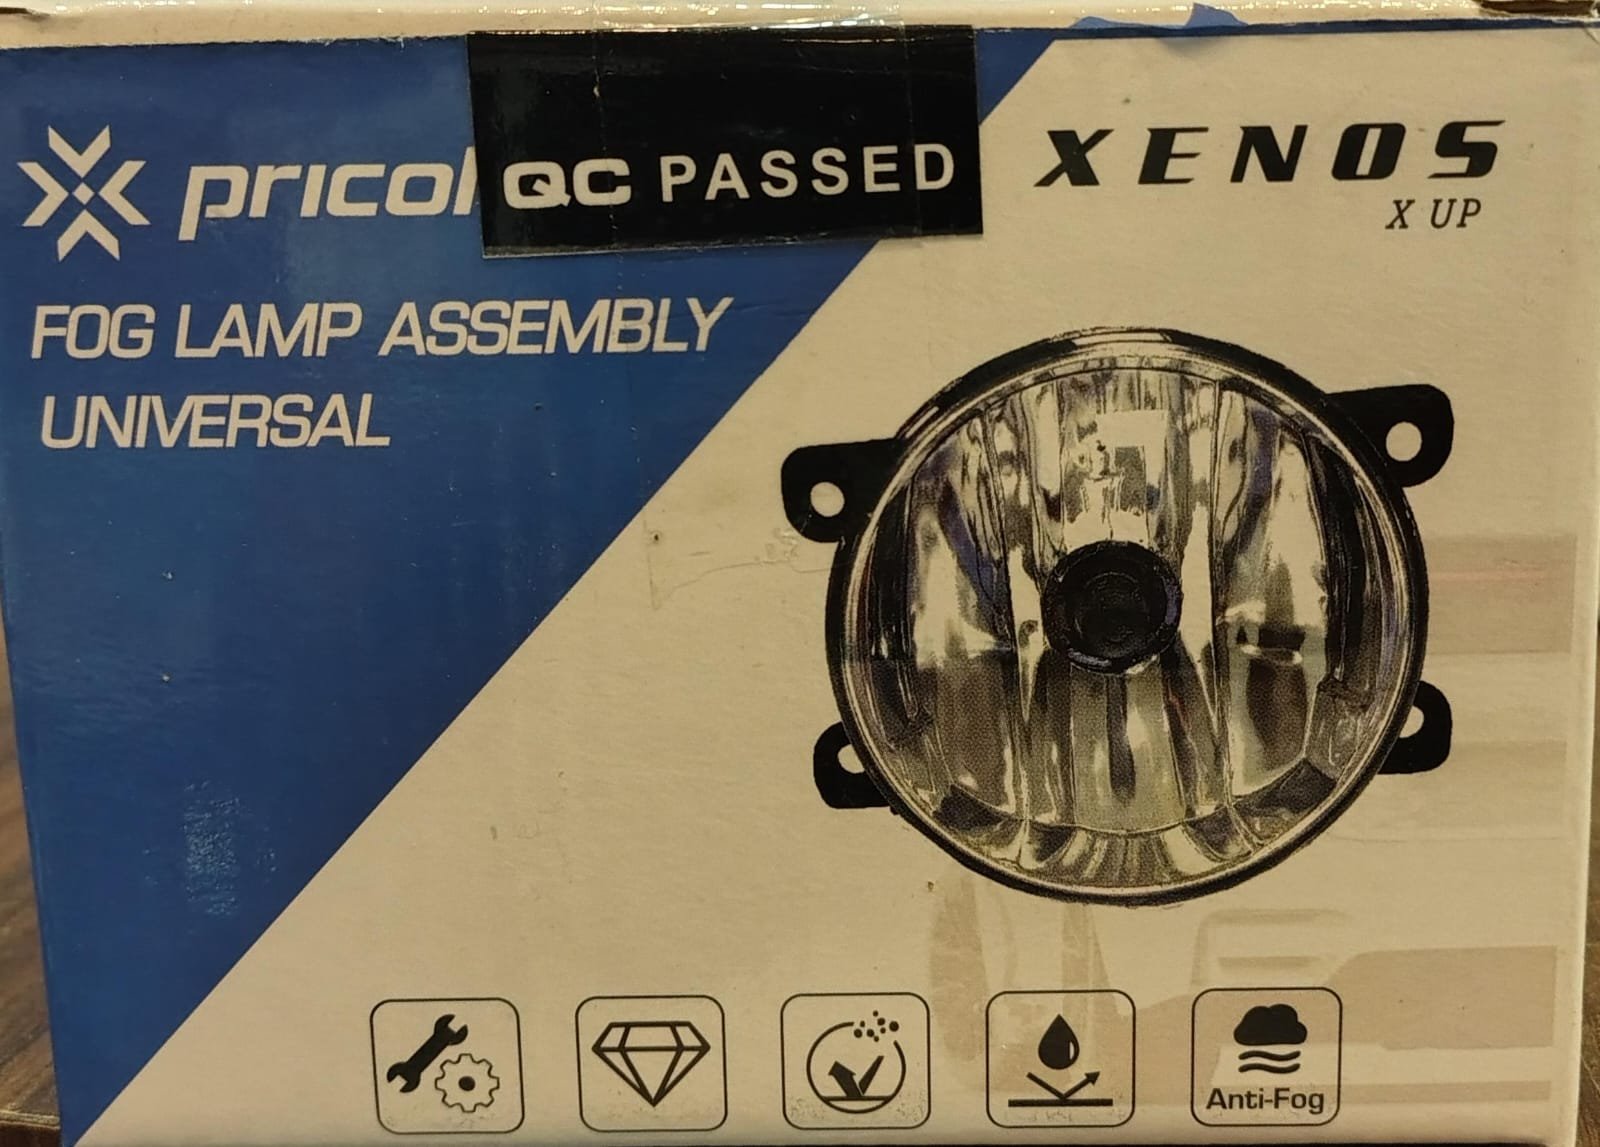 pricol
QC PASSED
XENOS
X UP
FOG LAMP ASSEMBLY
UNIVERSAL
Anti-Fog